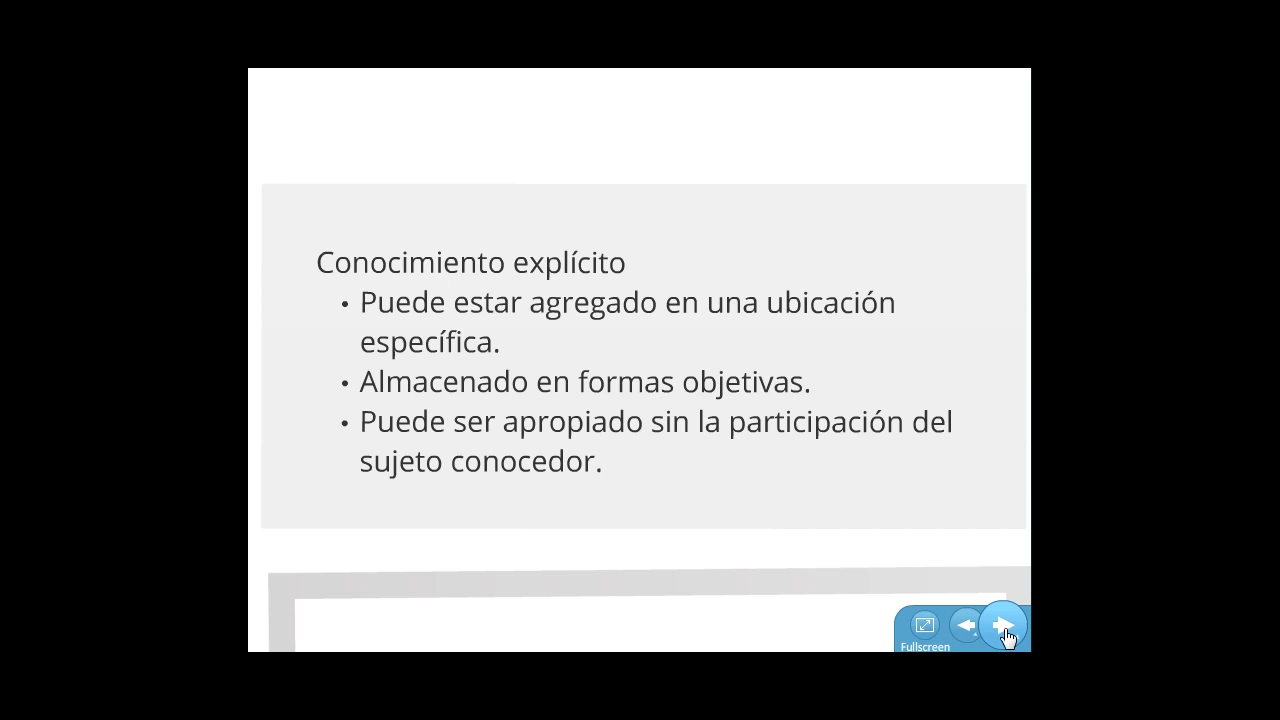 Conocimiento explícito
• Puede estar agregado en una ubicación
específica.
• Almacenado en formas objetivas.
• Puede ser apropiado sin la participación del
sujeto conocedor.
Fullscreen